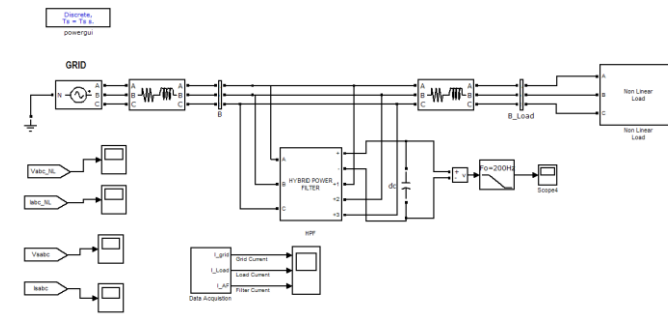 Discrete,
Ts = Ts s.
powergui
GRID
N
A
B
C
A
B
C
A
B
C
B
A
B
C
A
B
C
B_Load
A
B
C
Non Linear
Load
Non Linear
Load
Vabc_NL
Iabc_NL
Vsabc
Isabc
A
B
C
HYBRID POWER
FILTER
+
-
+1
+2
+3
HPF
dc
+
-
v
Fo=200Hz
Scope4
I_grid
I_Load
I_AF
Grid Current
Load Current
Filter Current
Data Acquistion